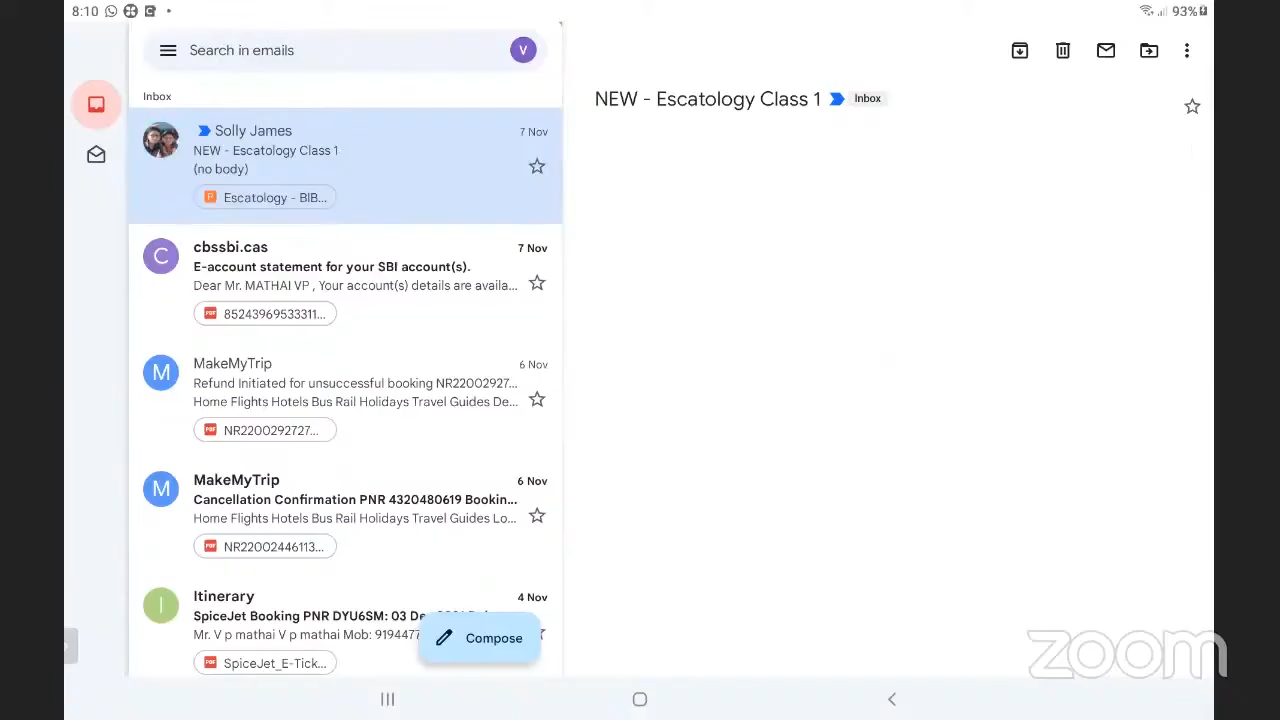 8:10
93%
Search in emails
V
Inbox
Solly James
7 Nov
NEW - Escatology Class 1
(no body)
Escatology - BIB...
C
cbssbi.cas
7 Nov
E-account statement for your SBI account(s).
Dear Mr. MATHAI VP , Your account(s) details are availa...
PDF
85243969533311...
M
MakeMyTrip
6 Nov
Refund Initiated for unsuccessful booking NR22002927...
Home Flights Hotels Bus Rail Holidays Travel Guides De...
PDF
NR2200292727...
M
MakeMyTrip
6 Nov
Cancellation Confirmation PNR 4320480619 Bookin...
Home Flights Hotels Bus Rail Holidays Travel Guides Lo...
PDF
NR22002446113...
I
Itinerary
4 Nov
SpiceJet Booking PNR DYU6SM: 03
Mr. V p mathai V p mathai Mob: 919447
PDF
SpiceJet_E-Tick...
Compose
NEW - Escatology Class 1
Inbox
zoom